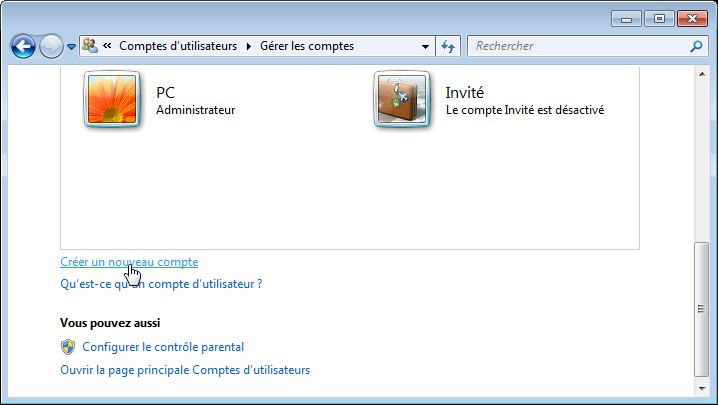 « Comptes d'utilisateurs Gérer les comptes Rechercher
PC
Administrateur
Invité
Le compte Invité est désactivé
Créer un nouveau compte
Qu'est-ce qu'un compte d'utilisateur ?
Vous pouvez aussi
Configurer le contrôle parental
Ouvrir la page principale Comptes d'utilisateurs